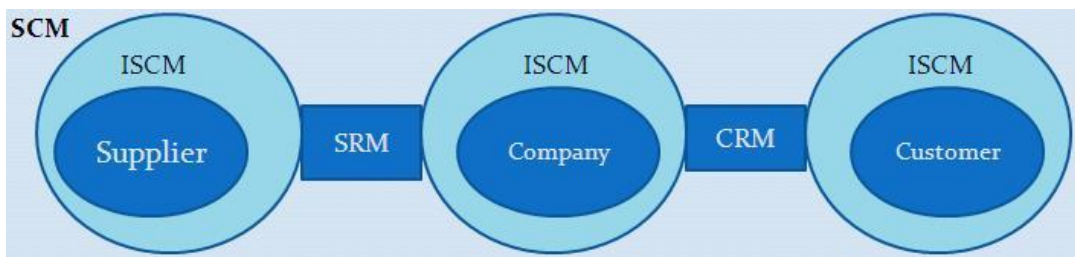 SCM
ISCM
Supplier
SRM
ISCM
Company
CRM
ISCM
Customer